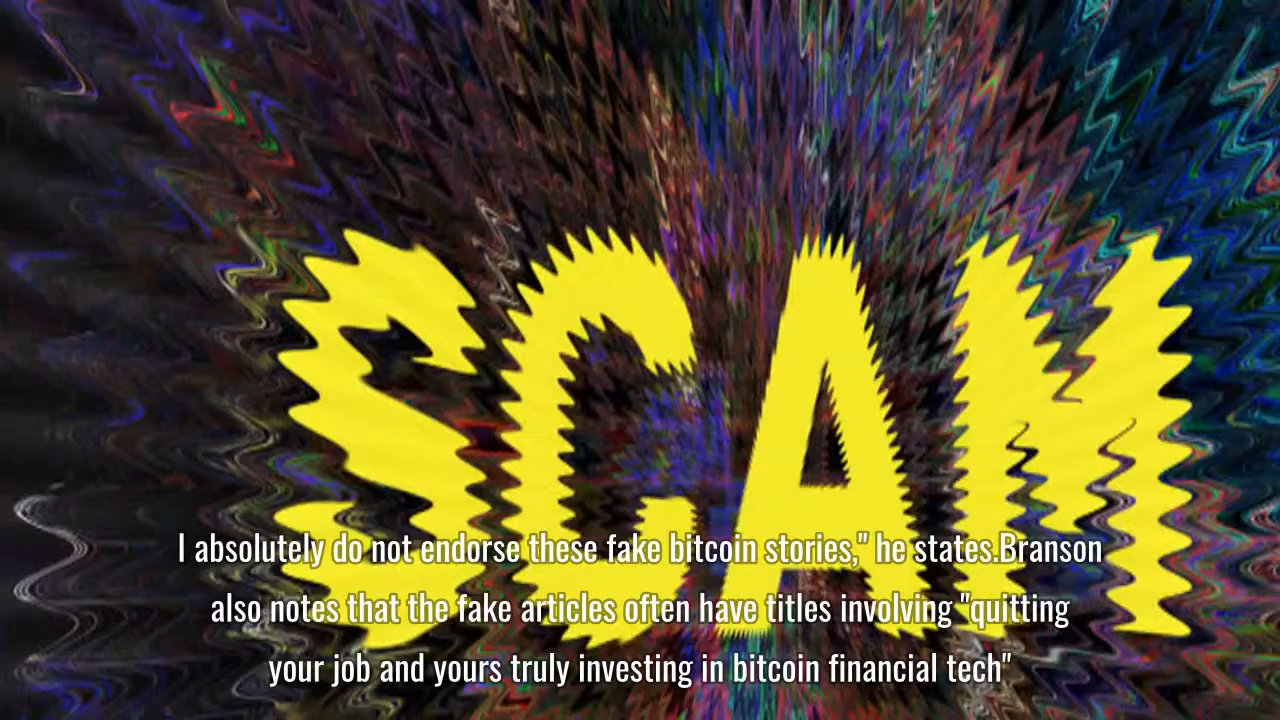 SCAM
I absolutely do not endorse these fake bitcoin stories," he states.Branson
also notes that the fake articles often have titles involving "quitting
your job and yours truly investing in bitcoin financial tech"